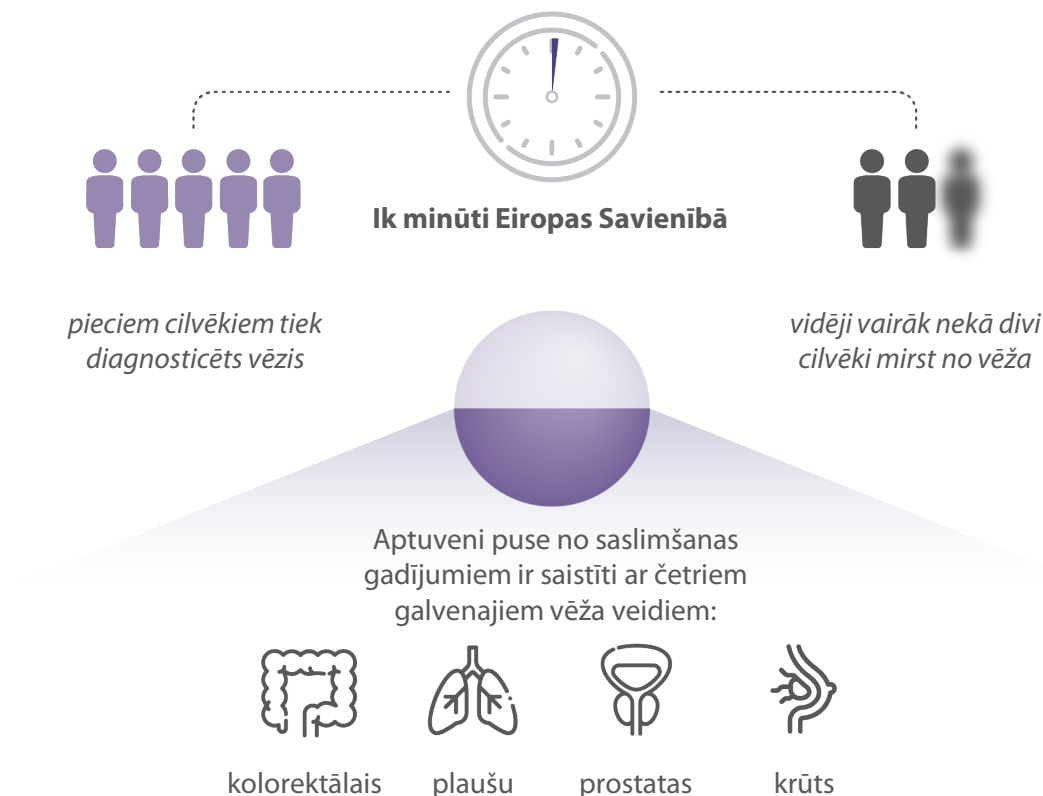 Ik minūti Eiropas Savienībā
pieciem cilvēkiem tiek
diagnosticēts vēzis
vidēji vairāk nekā divi
cilvēki mirst no vēža
Aptuveni puse no saslimšanas
gadījumiem ir saistīti ar četriem
galvenajiem vēža veidiem:
kolorektālais plaušu prostatas krūts